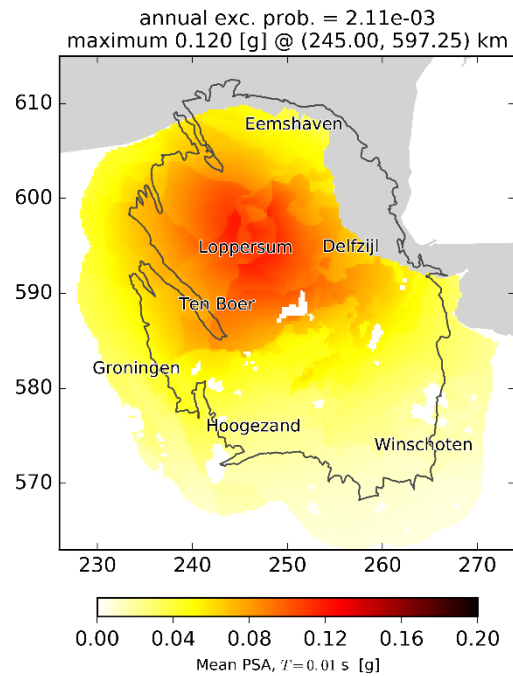 annual exc. prob. = 2.11e-03
maximum 0.120 [g] @ (245.00, 597.25) km
610
Eemshaven
600
Loppersum Delfzijl
590
Ten Boer
Groningen
580
Hoogezand
Winschoten
570
230 240 250 260 270
0.00 0.04 0.08 0.12 0.16 0.20
Mean PSA, T=0.01 s [g]